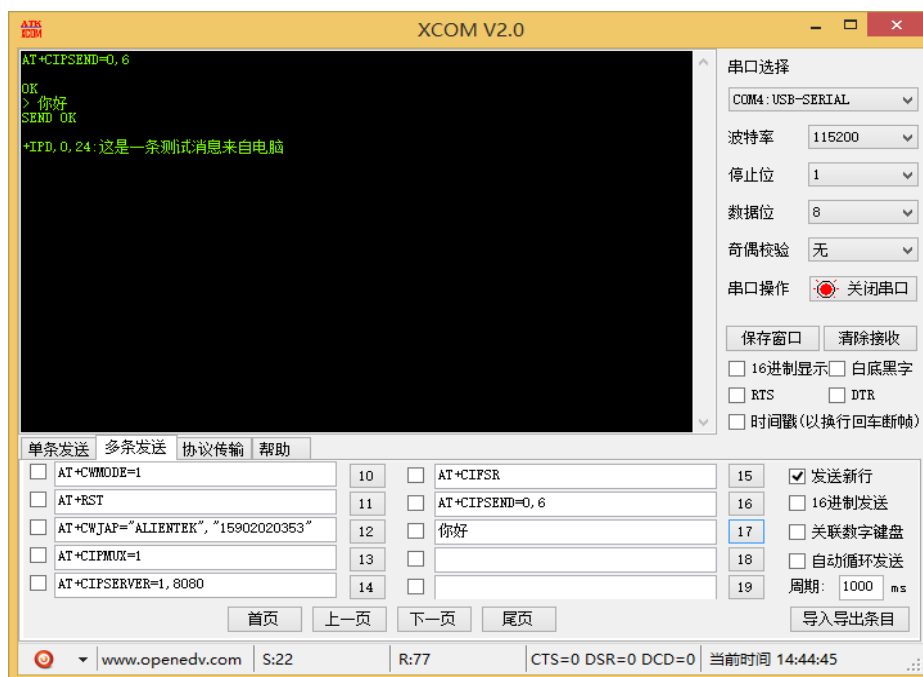 ATK XCOM
XCOM V2.0
AT+CIPSEND=0,6
OK
> 你好
SEND OK
+IPD,0,24:这是一条测试消息来自电脑
串口选择
COM4:USB-SERIAL
波特率 115200
停止位 1
数据位 8
奇偶校验 无
串口操作 关闭串口
保存窗口 清除接收
16进制显示 白底黑字
RTS DTR
时间戳(以换行回车断帧)
单条发送 多条发送 协议传输 帮助
AT+CWMODE=1 10 AT+CIFSR 15 发送新行
AT+RST 11 AT+CIPSEND=0,6 16 16进制发送
AT+CWJAP="ALIENTEK","15902020353" 12 你好 17 关联数字键盘
AT+CIPMUX=1 13 18 自动循环发送
AT+CIPSERVER=1,8080 14 19 周期: 1000 ms
首页 上一页 下一页 尾页 导入导出条目
www.openedv.com S:22 R:77 CTS=0 DSR=0 DCD=0 当前时间 14:44:45